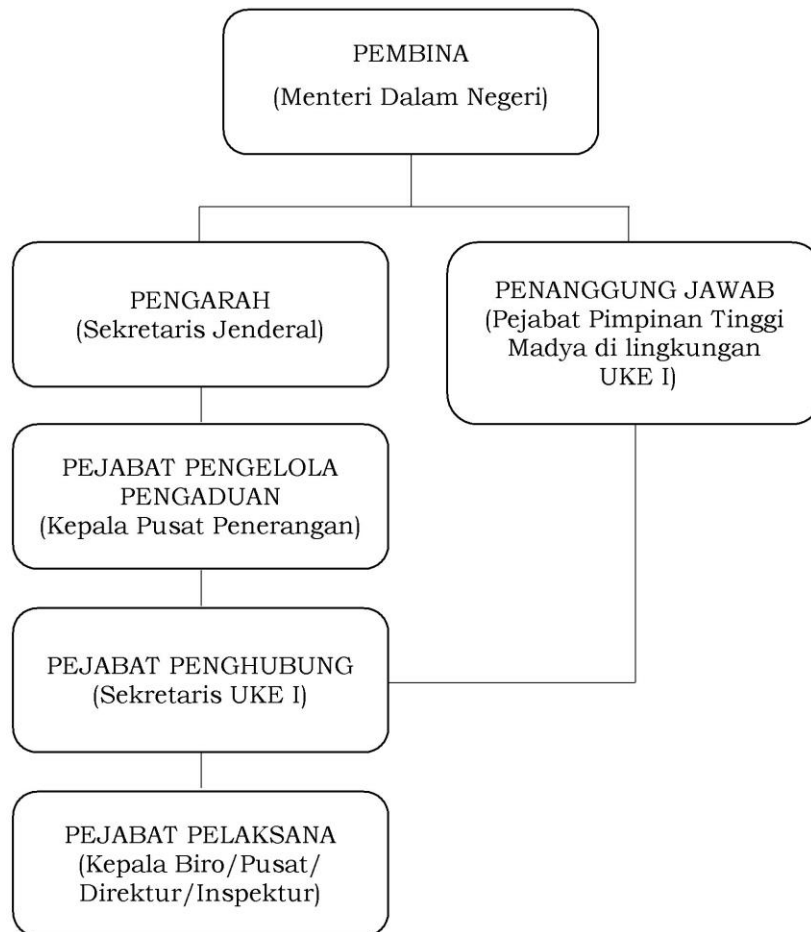 PEMBINA
(Menteri Dalam Negeri)
PENGARAH
(Sekretaris Jenderal)
PENANGGUNG JAWAB
(Pejabat Pimpinan Tinggi
Madya di lingkungan
UKE I)
PEJABAT PENGELOLA
PENGADUAN
(Kepala Pusat Penerangan)
PEJABAT PENGHUBUNG
(Sekretaris UKE I)
PEJABAT PELAKSANA
(Kepala Biro/Pusat/
Direktur/Inspektur)